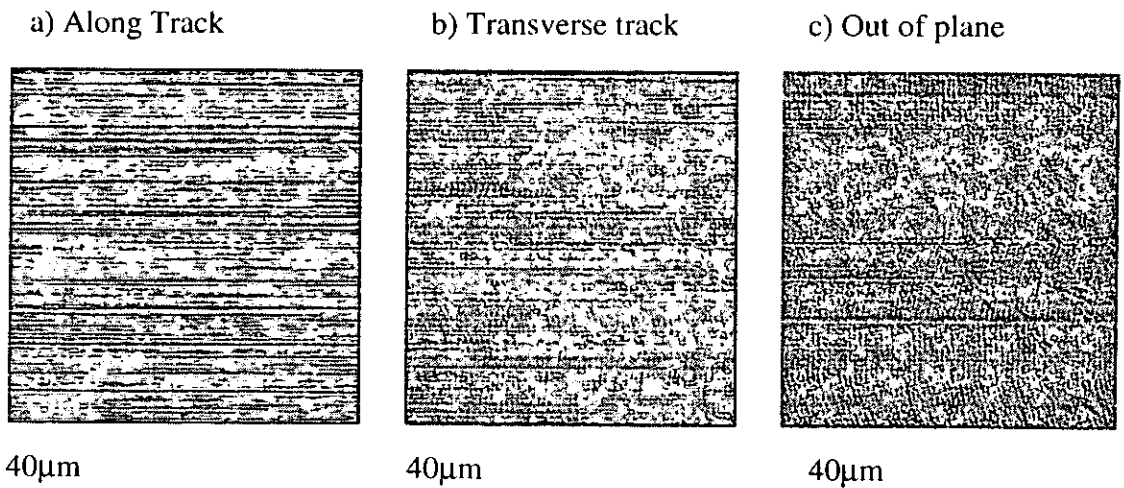 a) Along Track
b) Transverse track
c) Out of plane
40μm
40μm
40μm